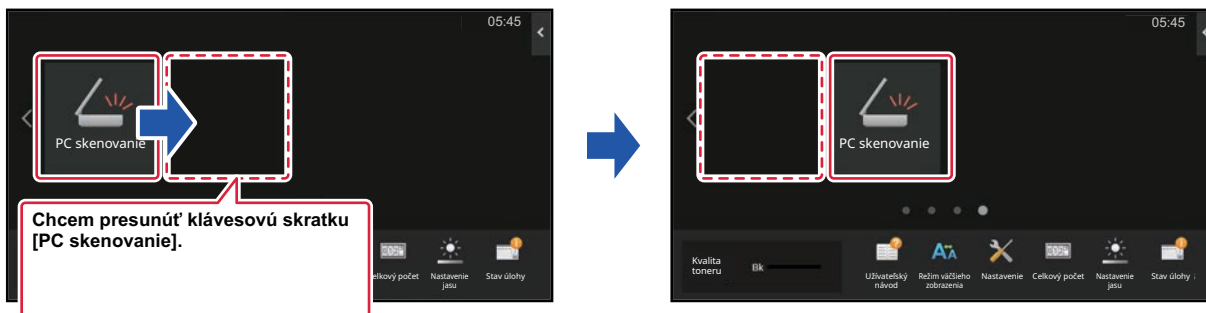 05:45
PC skenovanie
Chcem presunúť klávesovú skratku
[PC skenovanie].
elkový počet
Nastavenie
jasu
Stav úlohy
05:45
PC skenovanie
Kvalita
toneru
Bk
Užívateľský
návod
Režim väčšieho
zobrazenia
Nastavenie
Celkový počet
Nastavenie
jasu
Stav úlohy